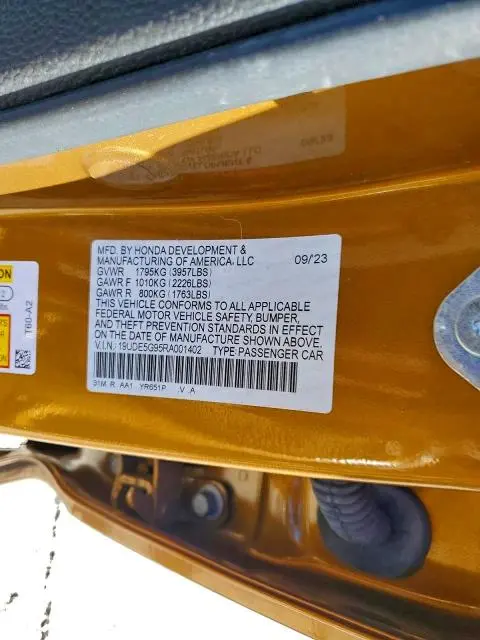 MFD. BY HONDA DEVELOPMENT &
MANUFACTURING OF AMERICA, LLC 09/'23
GVWR 1795KG (3957LBS)
GAWR F 1010KG (2226LBS)
GAWR R 800KG (1763LBS)
THIS VEHICLE CONFORMS TO ALL APPLICABLE
FEDERAL MOTOR VEHICLE SAFETY, BUMPER,
AND THEFT PREVENTION STANDARDS IN EFFECT
ON THE DATE OF MANUFACTURE SHOWN ABOVE.
V.I.N.: 19UDE5G95RA001402 TYPE: PASSENGER CAR
91M R AA1 YR651P .V .A
T60-A2